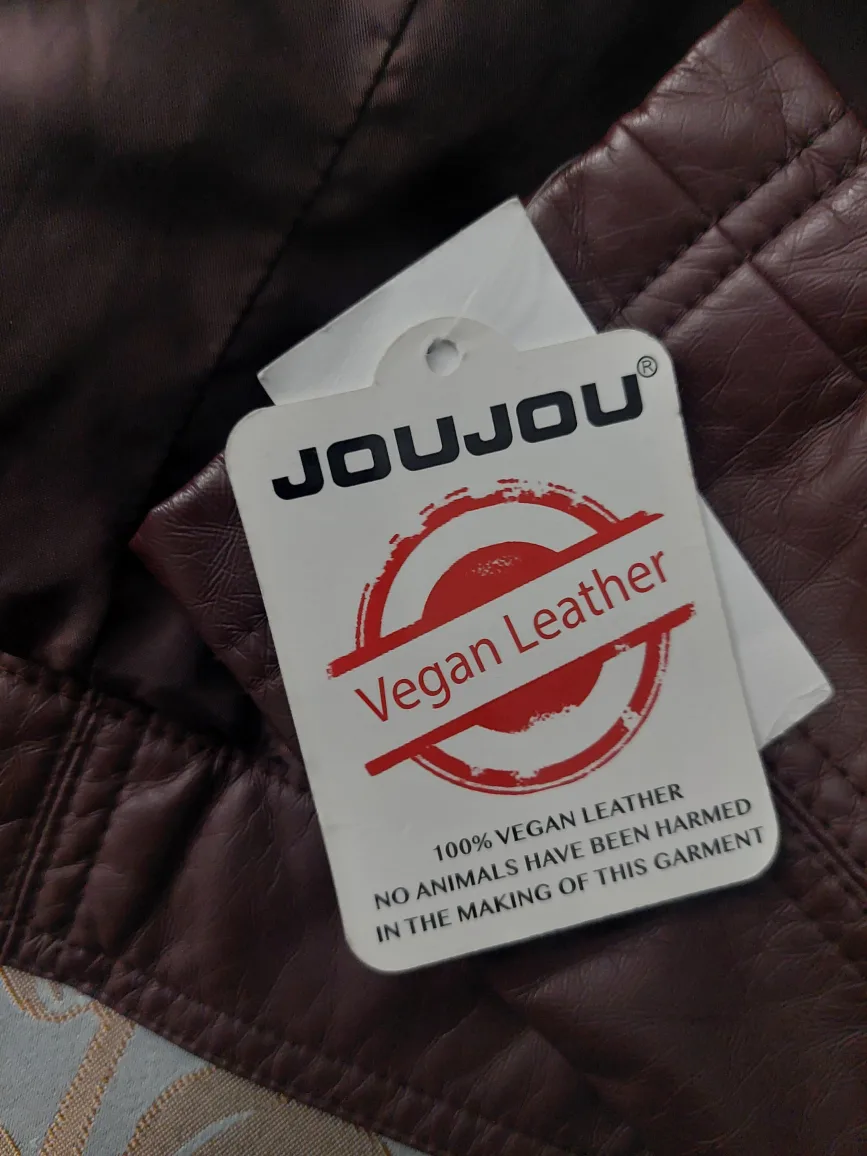 JOUJOU®
Vegan Leather
100% VEGAN LEATHER
NO ANIMALS HAVE BEEN HARMED
IN THE MAKING OF THIS GARMENT